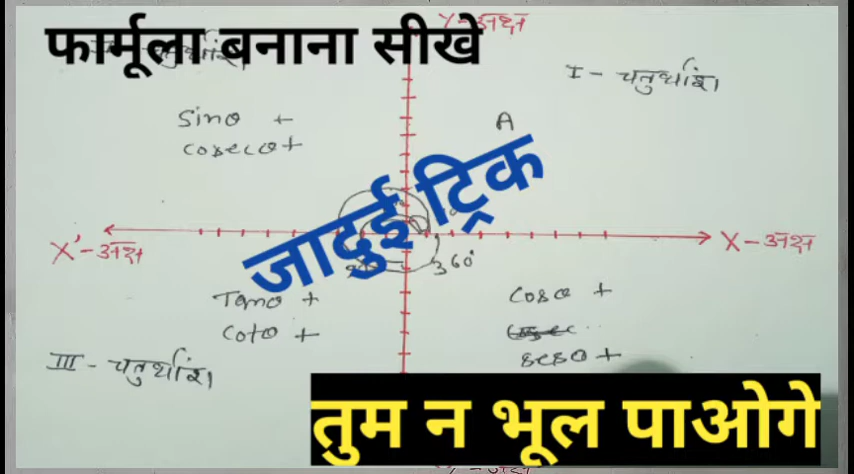 Y-अक्ष
फार्मूला बनाना सीखे
I - चतुर्थांश
Sinθ +
Cosecθ +
A
जादुई ट्रिक
X'-अक्ष
X-अक्ष
360°
Tanθ +
Cotθ +
Cosθ +
secθ +
III - चतुर्थांश
तुम न भूल पाओगे